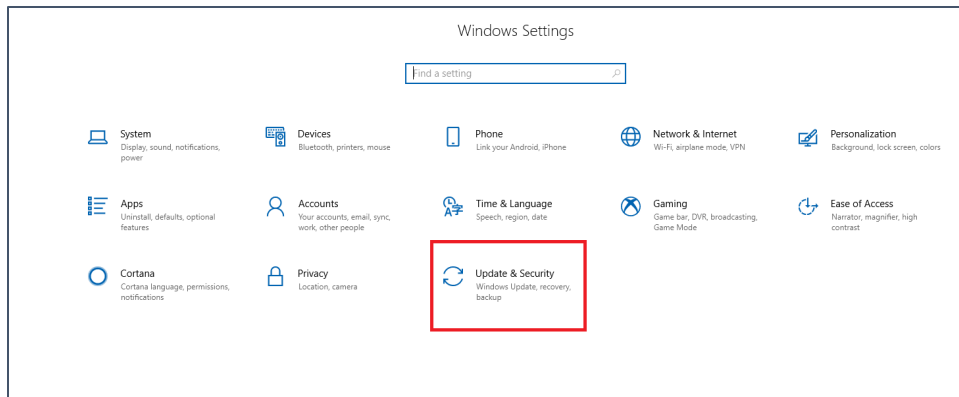 Windows Settings
Find a setting
System
Display, sound, notifications,
power
Devices
Bluetooth, printers, mouse
Phone
Link your Android, iPhone
Network & Internet
Wi-Fi, airplane mode, VPN
Personalization
Background, lock screen, colors
Apps
Uninstall, defaults, optional
features
Accounts
Your accounts, email, sync,
work, other people
Time & Language
Speech, region, date
Gaming
Game bar, DVR, broadcasting,
Game Mode
Ease of Access
Narrator, magnifier, high
contrast
Cortana
Cortana language, permissions,
notifications
Privacy
Location, camera
Update & Security
Windows Update, recovery,
backup